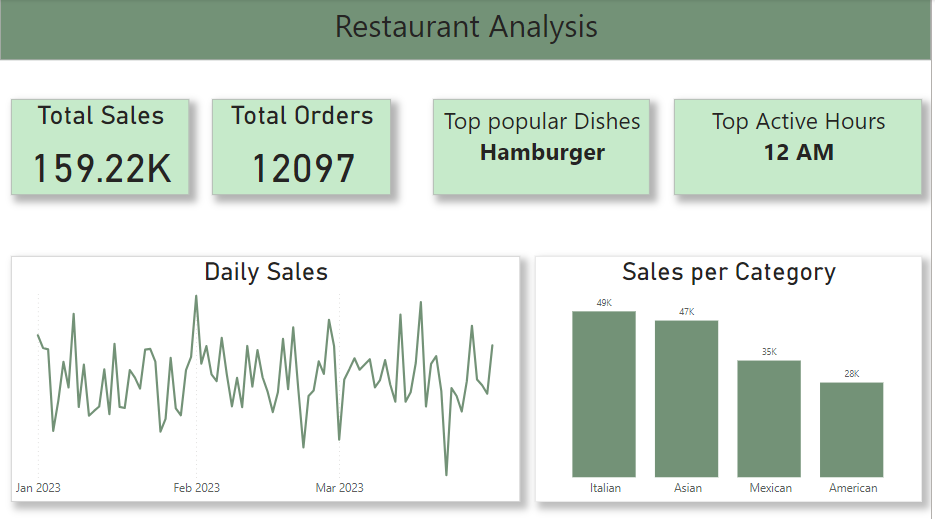 Restaurant Analysis
Total Sales
159.22K
Total Orders
12097
Top popular Dishes
Hamburger
Top Active Hours
12 AM
Daily Sales
Jan 2023
Feb 2023
Mar 2023
Sales per Category
49K
47K
35K
28K
Italian
Asian
Mexican
American